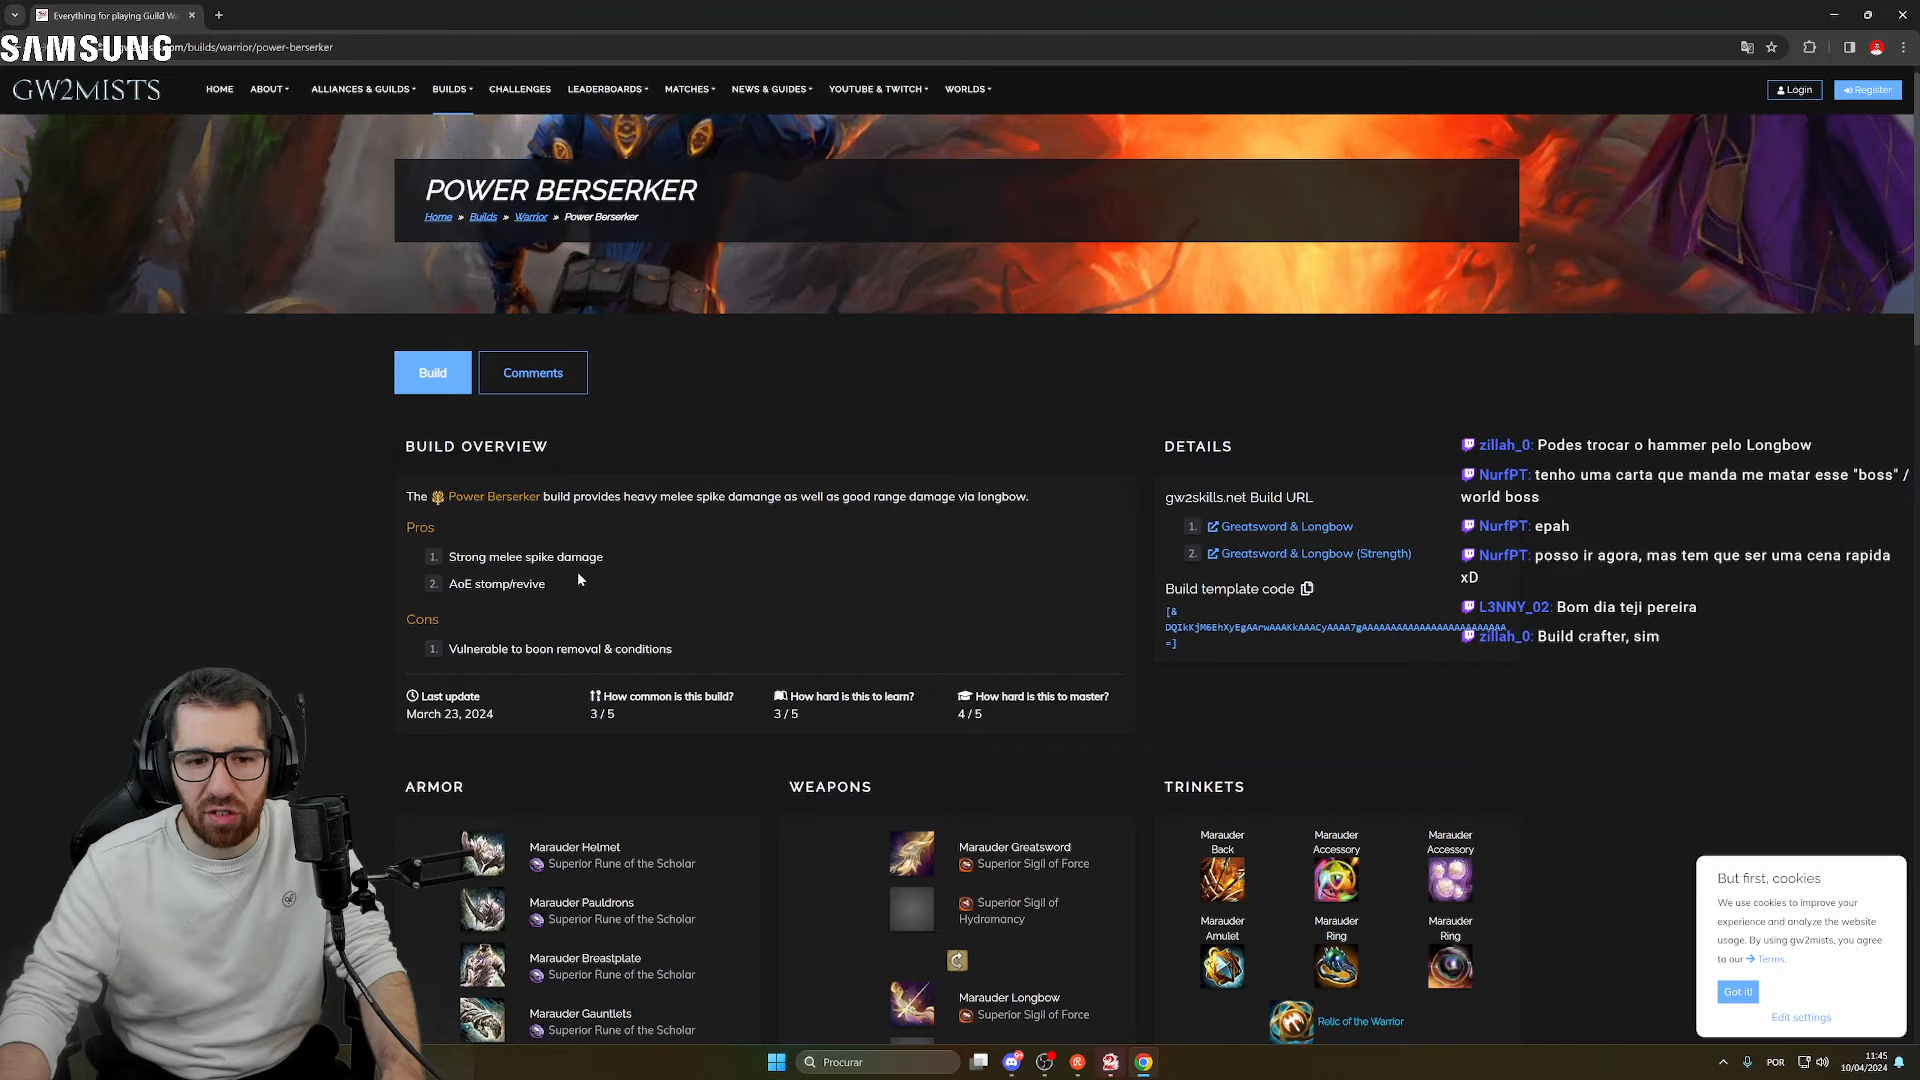 Everything for playing Guild Wa
SAMSUNG
.com/builds/warrior/power-berserker
GW2MISTS
HOME
ABOUT
ALLIANCES & GUILDS
BUILDS
CHALLENGES
LEADERBOARDS
MATCHES
NEWS & GUIDES
YOUTUBE & TWITCH
WORLDS
Login
Register
POWER BERSERKER
Home » Builds » Warrior » Power Berserker
Build
Comments
BUILD OVERVIEW
The Power Berserker build provides heavy melee spike damange as well as good range damage via longbow.
Pros
1. Strong melee spike damage
2. AoE stomp/revive
Cons
1. Vulnerable to boon removal & conditions
Last update
March 23, 2024
How common is this build?
3 / 5
How hard is this to learn?
3 / 5
How hard is this to master?
4 / 5
DETAILS
gw2skills.net Build URL
1. Greatsword & Longbow
2. Greatsword & Longbow (Strength)
Build template code
[&
=]
zillah_0: Podes trocar o hammer pelo Longbow
NurfPT: tenho uma carta que manda me matar esse "boss" /
world boss
NurfPT: epah
NurfPT: posso ir agora, mas tem que ser uma cena rapida
xD
L3NNY_02: Bom dia teji pereira
zillah_0: Build crafter, sim
ARMOR
Marauder Helmet
Superior Rune of the Scholar
Marauder Pauldrons
Superior Rune of the Scholar
Marauder Breastplate
Superior Rune of the Scholar
Marauder Gauntlets
Superior Rune of the Scholar
WEAPONS
Marauder Greatsword
Superior Sigil of Force
Superior Sigil of
Hydromancy
Marauder Longbow
Superior Sigil of Force
TRINKETS
Marauder
Back
Marauder
Accessory
Marauder
Accessory
Marauder
Amulet
Marauder
Ring
Marauder
Ring
Relic of the Warrior
But first, cookies
We use cookies to improve your
experience and analyze the website
usage. By using gw2mists, you agree
to our → Terms.
Got it!
Edit settings
Procurar
POR
11:45
10/04/2024